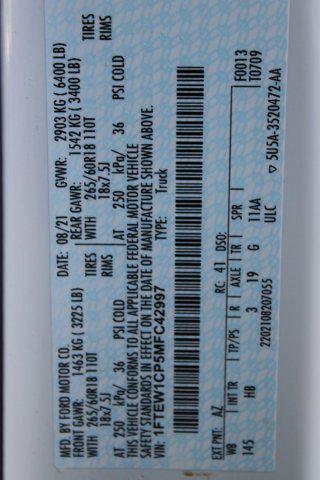 MFD. BY FORD MOTOR CO. DATE: 08/21 GVWR: 2903 KG ( 6400 LB)
FRONT GAWR: 1463 KG ( 3225 LB) REAR GAWR: 1542 KG ( 3400 LB)
265/60R18 110T WITH 265/60R18 110T TIRES
18x7.5J WITH 18x7.5J RIMS
AT 250 kPa/ 36 PSI COLD AT 250 kPa/ 36 PSI COLD
THIS VEHICLE CONFORMS TO ALL APPLICABLE FEDERAL MOTOR VEHICLE
SAFETY STANDARDS IN EFFECT ON THE DATE OF MANUFACTURE SHOWN ABOVE.
VIN: 1FTEW1CP5MFC42997 TYPE: Truck
F0013
T0709
EXT PNT: AZ RC: 41 DSO:
WB INT TR TP/PS R AXLE TR SPR
145 HB 3 19 G 11AA ULC
2202108207055 ▽ 5U5A-3520472-AA